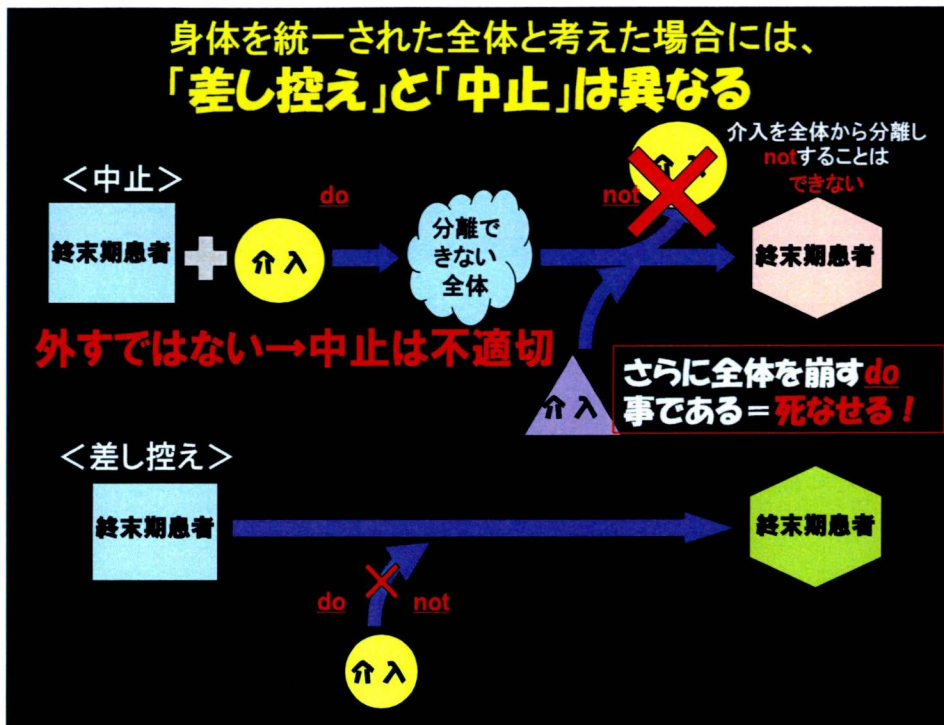 身体を統一された全体と考えた場合には、
「差し控え」と「中止」は異なる
介入を全体から分離し
notすることは
できない
＜中止＞
do
not
介入
終末期患者
介入
分離で
きない
全体
終末期患者
外すではない→中止は不適切
介入
さらに全体を崩すdo
事である＝死なせる！
＜差し控え＞
終末期患者
終末期患者
do
not
介入